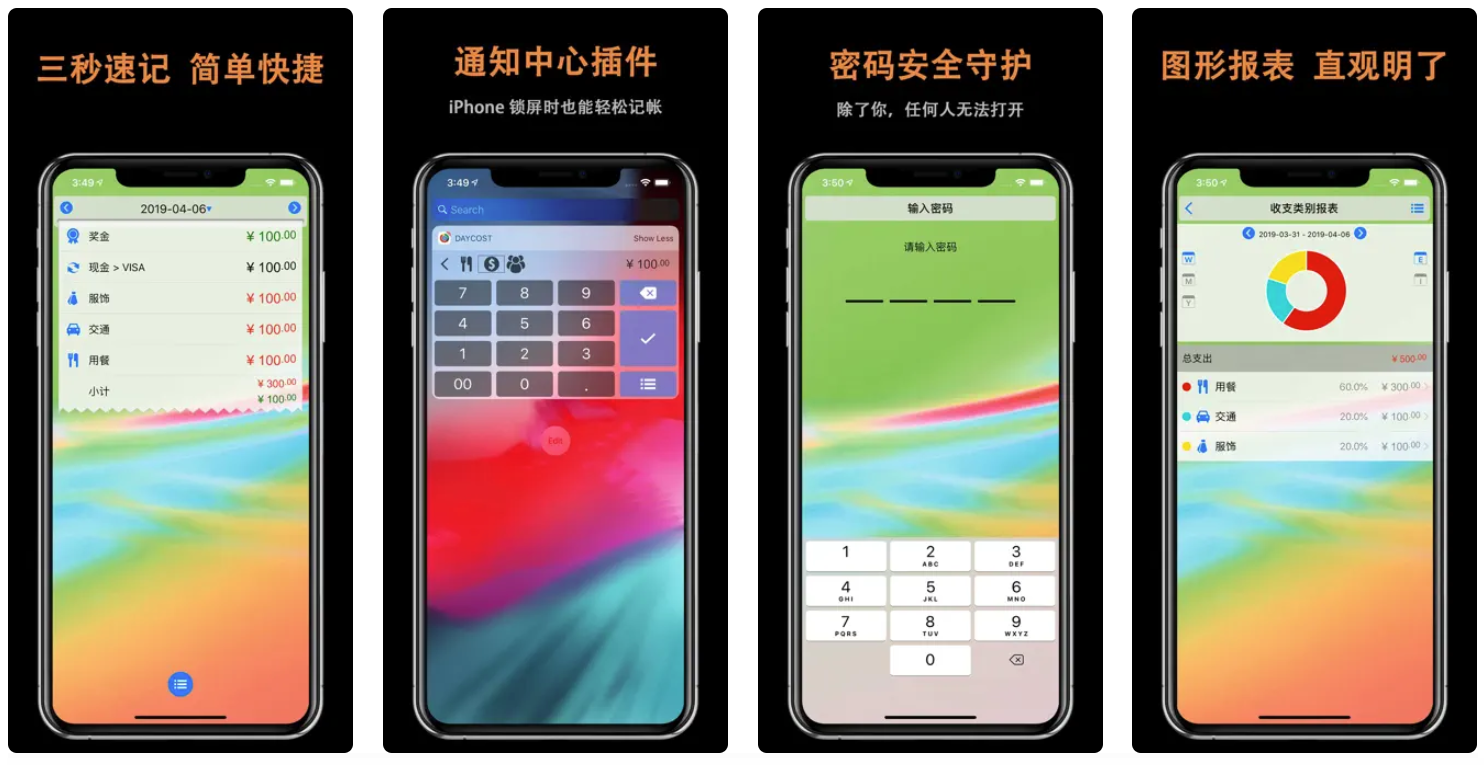 三秒速记 简单快捷
3:49
2019-04-06
奖金 ¥ 100.00
现金 > VISA ¥ 100.00
服饰 ¥ 100.00
交通 ¥ 100.00
用餐 ¥ 100.00
小计 ¥ 300.00
¥ 100.00
通知中心插件
iPhone 锁屏时也能轻松记帐
3:49
Search
DAYCOST Show Less
¥ 100.00
7 8 9
4 5 6
1 2 3
00 0 .
Edit
密码安全守护
除了你，任何人无法打开
3:50
输入密码
请输入密码
1 2 3
ABC DEF
4 5 6
GHI JKL MNO
7 8 9
PQRS TUV WXYZ
0
图形报表 直观明了
3:50
收支类别报表
2019-03-31 - 2019-04-06
W E
M I
Y
总支出 ¥ 500.00
用餐 60.0% ¥ 300.00
交通 20.0% ¥ 100.00
服饰 20.0% ¥ 100.00